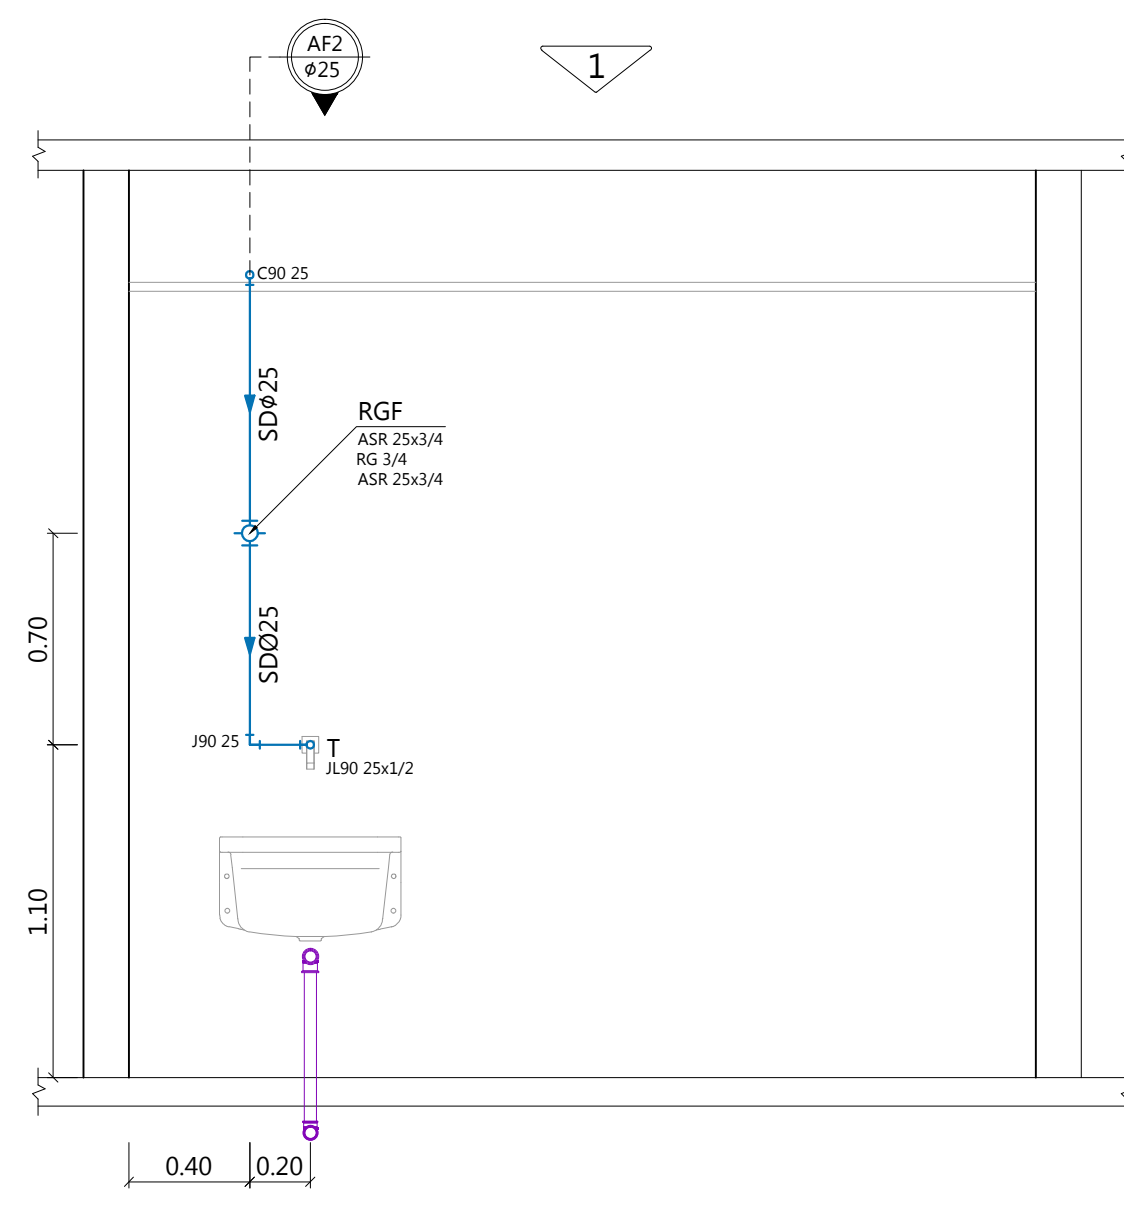 AF2
ϕ25
1
C90 25
SDϕ25
RGF
ASR 25x3/4
RG 3/4
ASR 25x3/4
0.70
SDØ25
J90 25
T
JL90 25x1/2
1.10
0.40
0.20